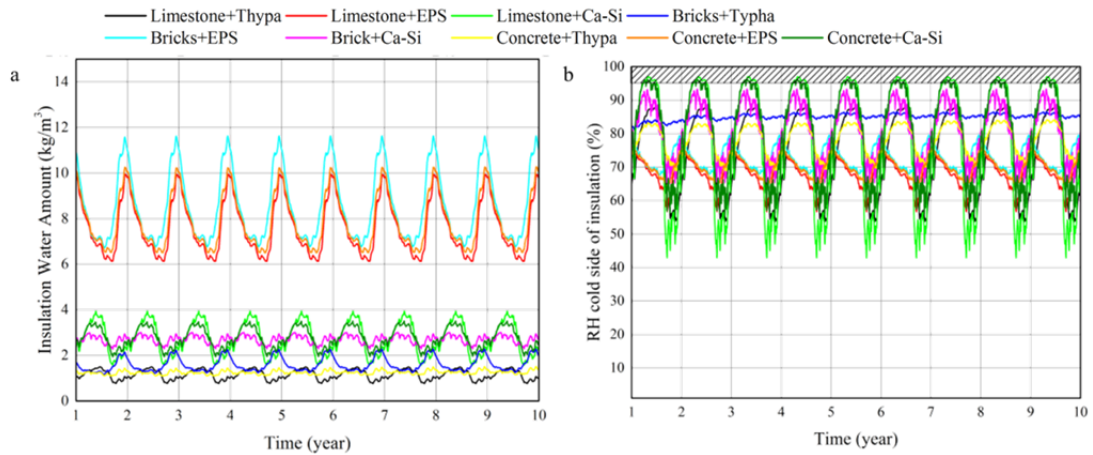 Limestone+Thypa Limestone+EPS Limestone+Ca-Si Bricks+Typha
Bricks+EPS Brick+Ca-Si Concrete+Thypa Concrete+EPS Concrete+Ca-Si
a
Insulation Water Amount (kg/m³)
14
12
10
8
6
4
2
0
1 2 3 4 5 6 7 8 9 10
Time (year)
b
RH cold side of insulation (%)
100
90
80
70
60
50
40
30
20
10
1 2 3 4 5 6 7 8 9 10
Time (year)